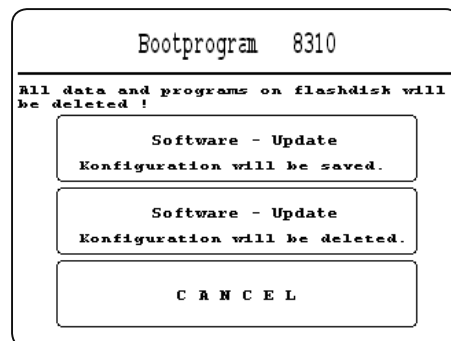 Bootprogram 8310
All data and programs on flashdisk will
be deleted !
Software - Update
Konfiguration will be saved.
Software - Update
Konfiguration will be deleted.
C A N C E L